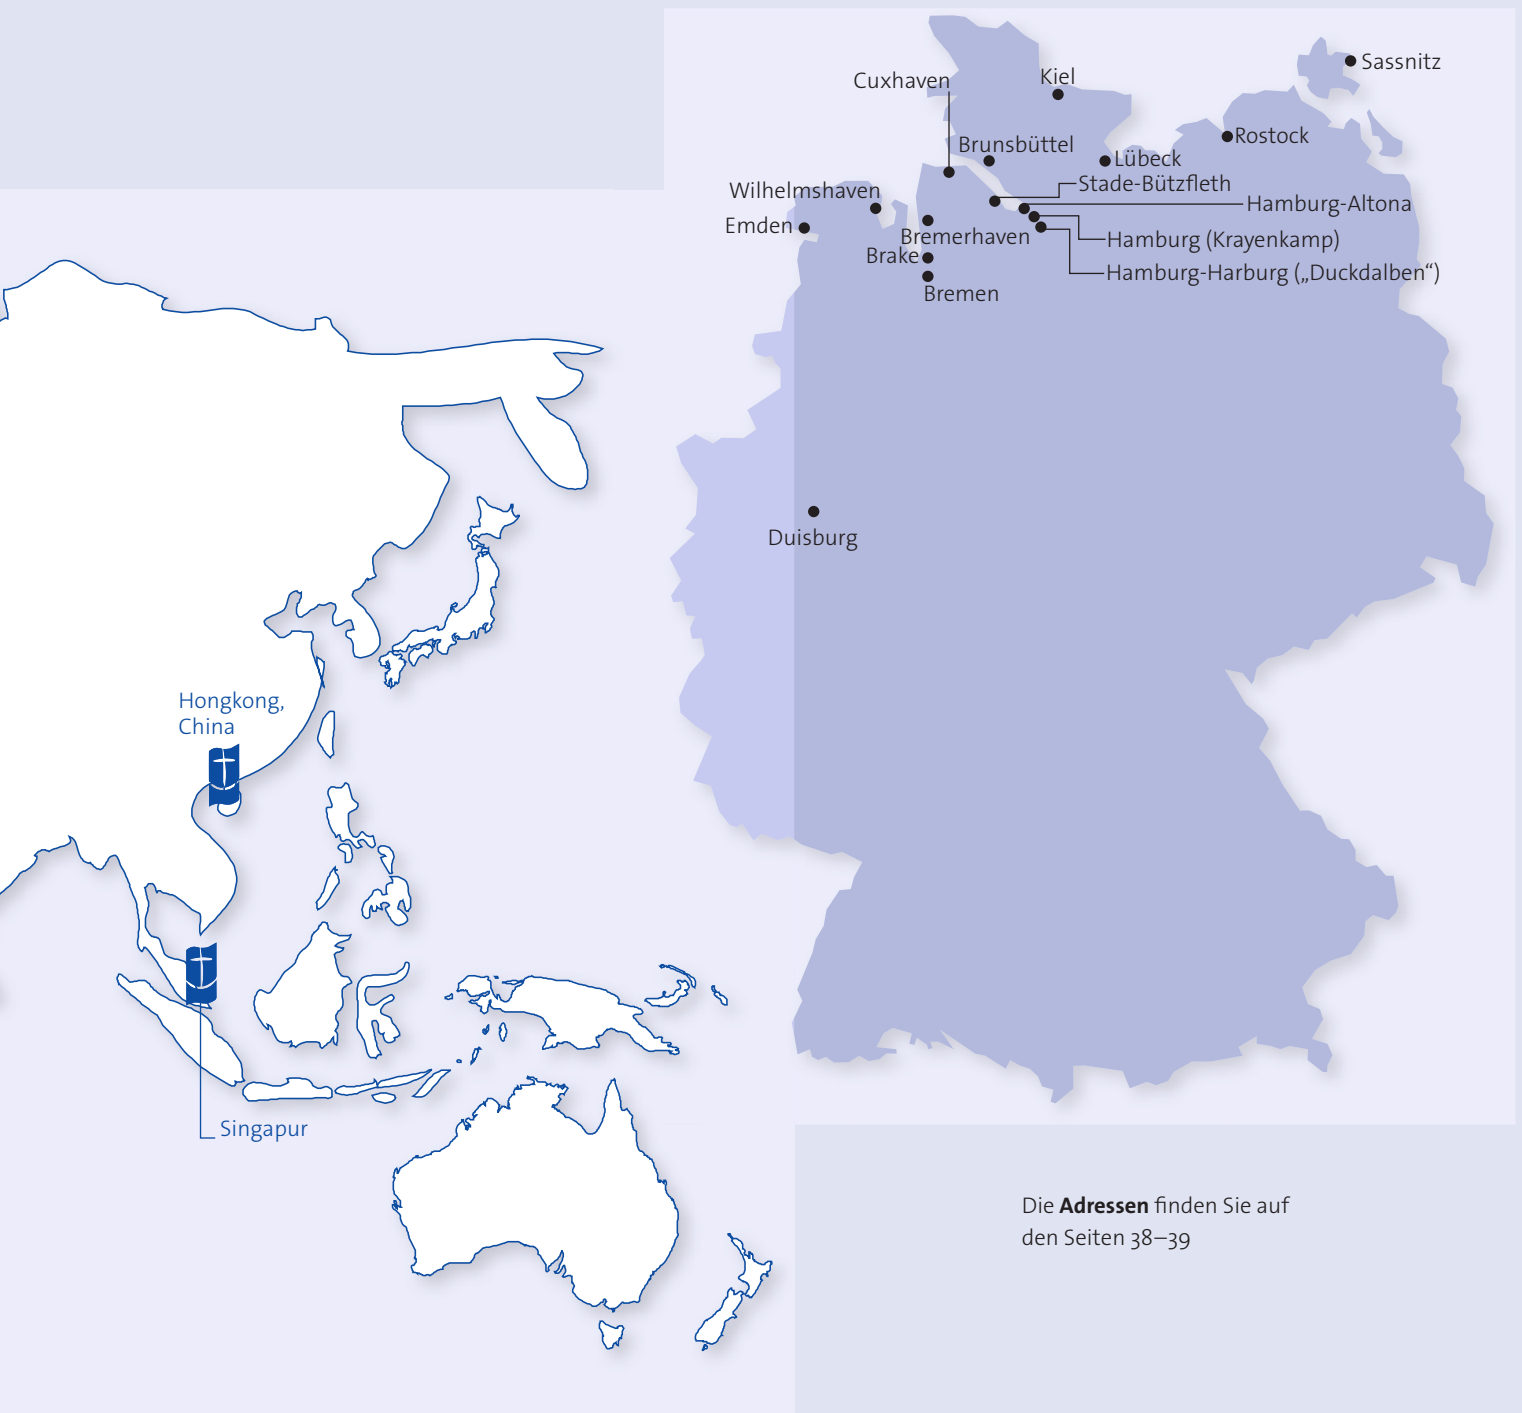 Cuxhaven
Kiel
Sassnitz
Brunsbüttel
Rostock
Lübeck
Stade-Bützfleth
Wilhelmshaven
Hamburg-Altona
Emden
Bremerhaven
Hamburg (Krayenkamp)
Brake
Hamburg-Harburg („Duckdalben“)
Bremen
Duisburg
Hongkong,
China
Singapur
Die Adressen finden Sie auf
den Seiten 38–39